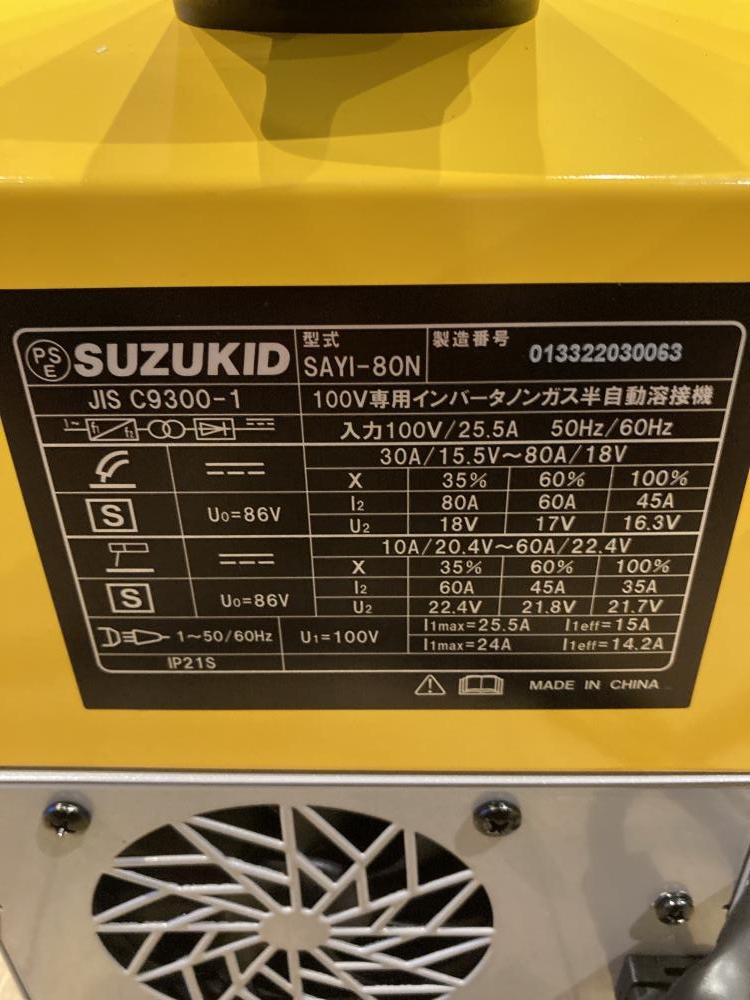 PSE SUZUKID 型式 SAYI-80N 製造番号 013322030063
JIS C9300-1 100V専用インバータノンガス半自動溶接機
1~ f1 f2 入力100V/25.5A 50Hz/60Hz
30A/15.5V~80A/18V
X 35% 60% 100%
S U0=86V I2 80A 60A 45A
U2 18V 17V 16.3V
10A/20.4V~60A/22.4V
X 35% 60% 100%
S U0=86V I2 60A 45A 35A
U2 22.4V 21.8V 21.7V
1~50/60Hz U1=100V I1max=25.5A I1eff=15A
I1max=24A I1eff=14.2A
IP21S
MADE IN CHINA